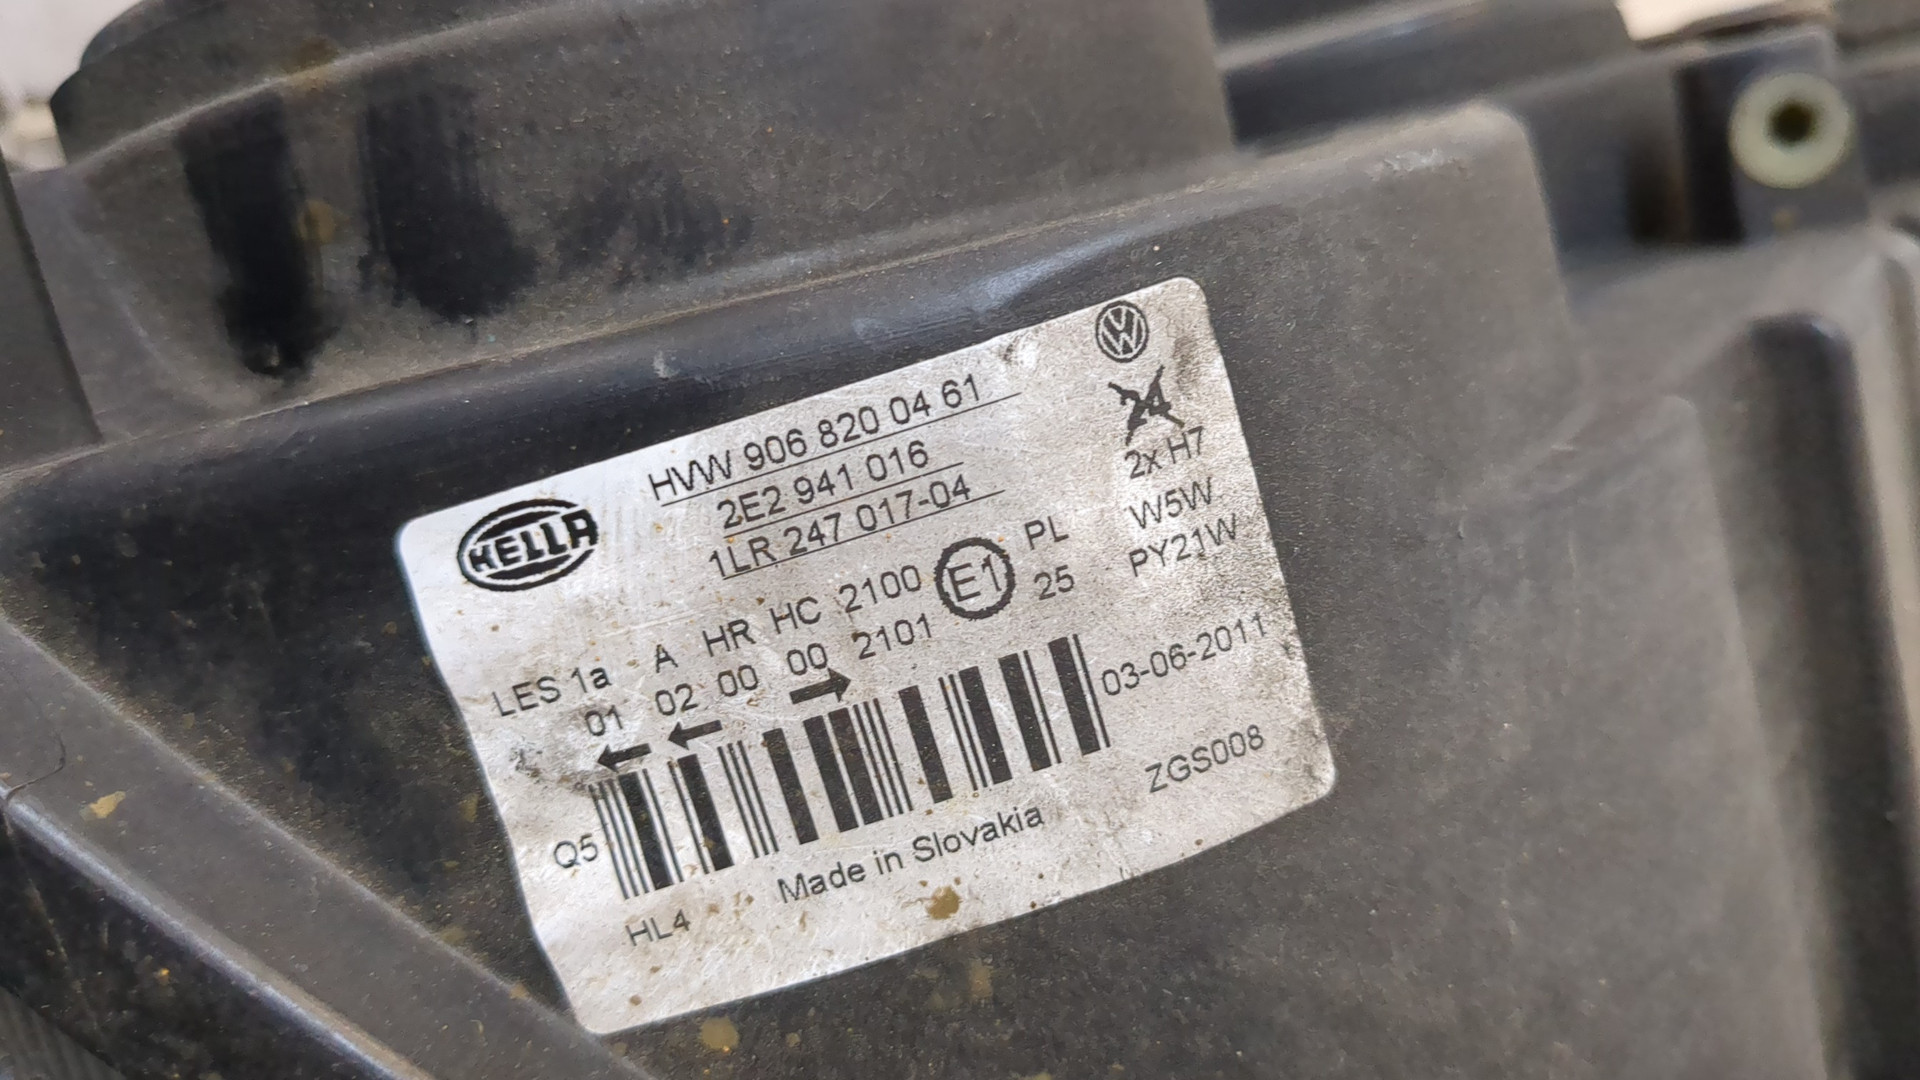 HVW 906 820 04 61
2E2 941 016
1LR 247 017-04
HELLA
VW
24
2x H7
W5W
PY21W
LES 1a A HR HC 2100 E1 PL
01 02 00 00 2101 25
03-06-2011
Q5
ZGS008
Made in Slovakia
HL4